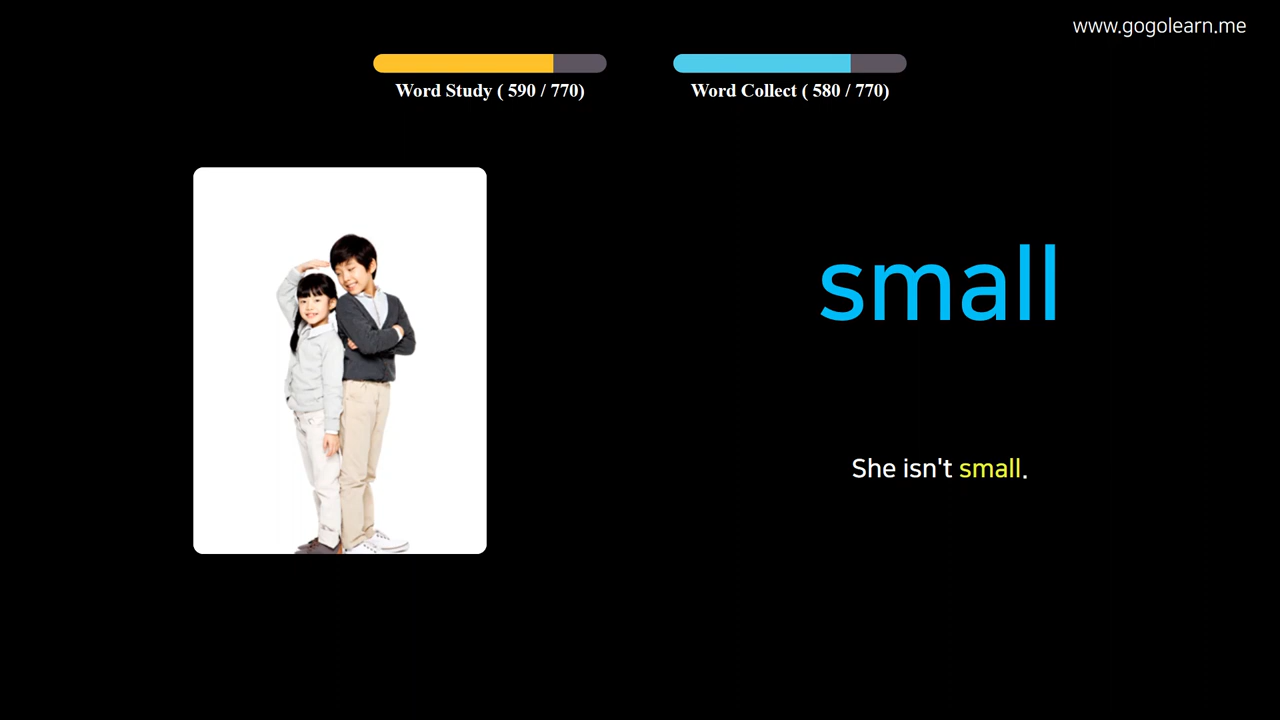 www.gogolearn.me
Word Study ( 590 / 770)
Word Collect ( 580 / 770)
small
She isn't small.